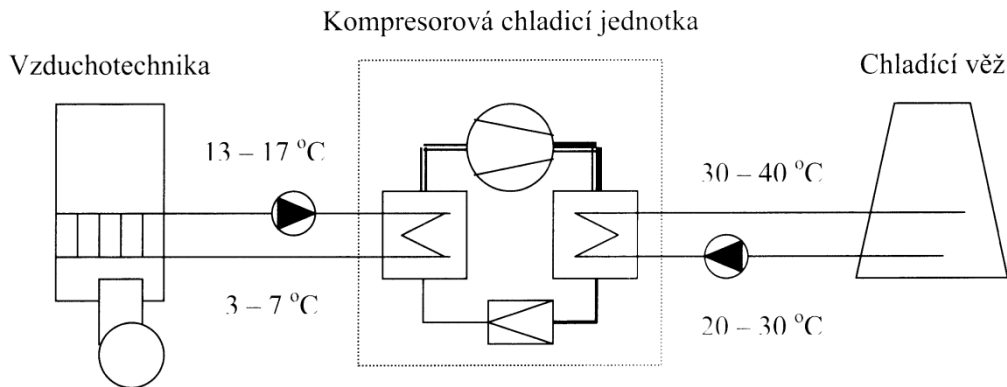 Kompresorová chladicí jednotka
Vzduchotechnika
Chladící věž
13 – 17 °C
30 – 40 °C
3 – 7 °C
20 – 30 °C